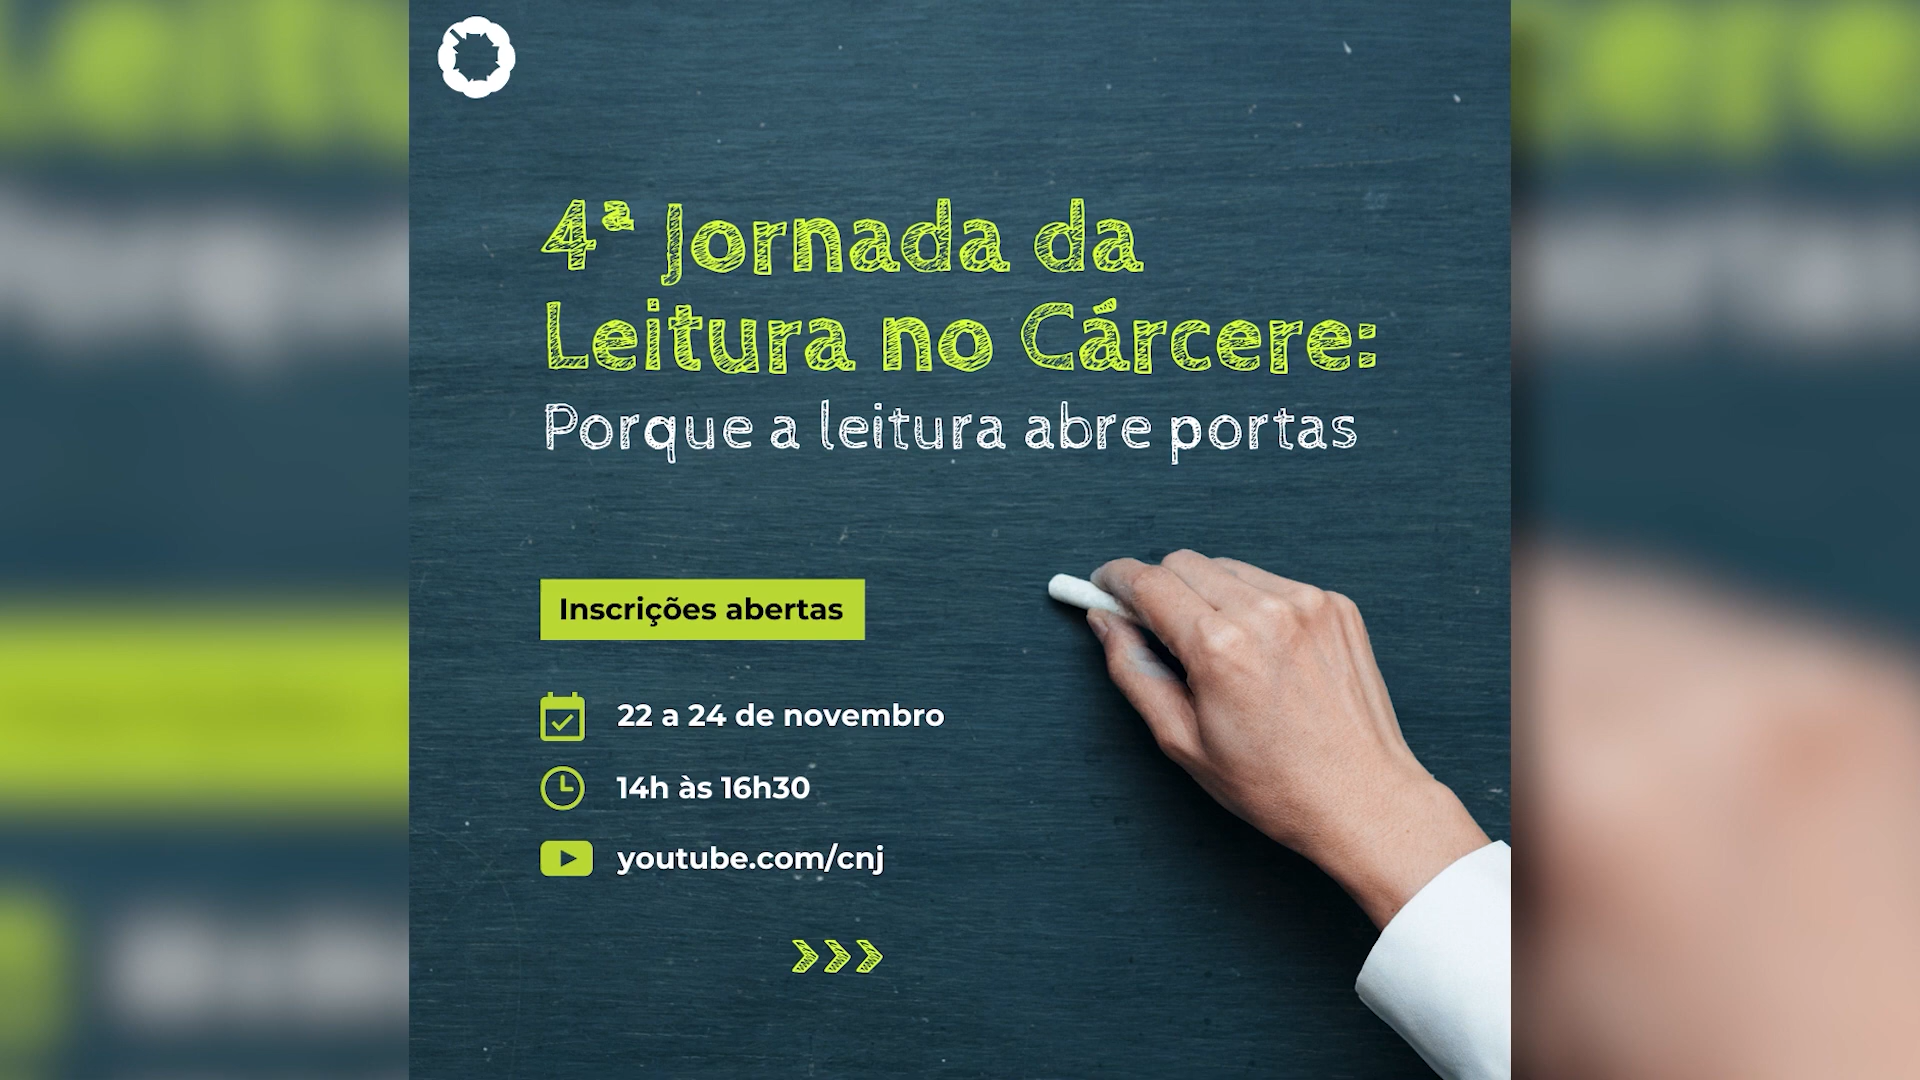 4ª Jornada da
Leitura no Cárcere:
Porque a leitura abre portas
Inscrições abertas
22 a 24 de novembro
14h às 16h30
youtube.com/cnj